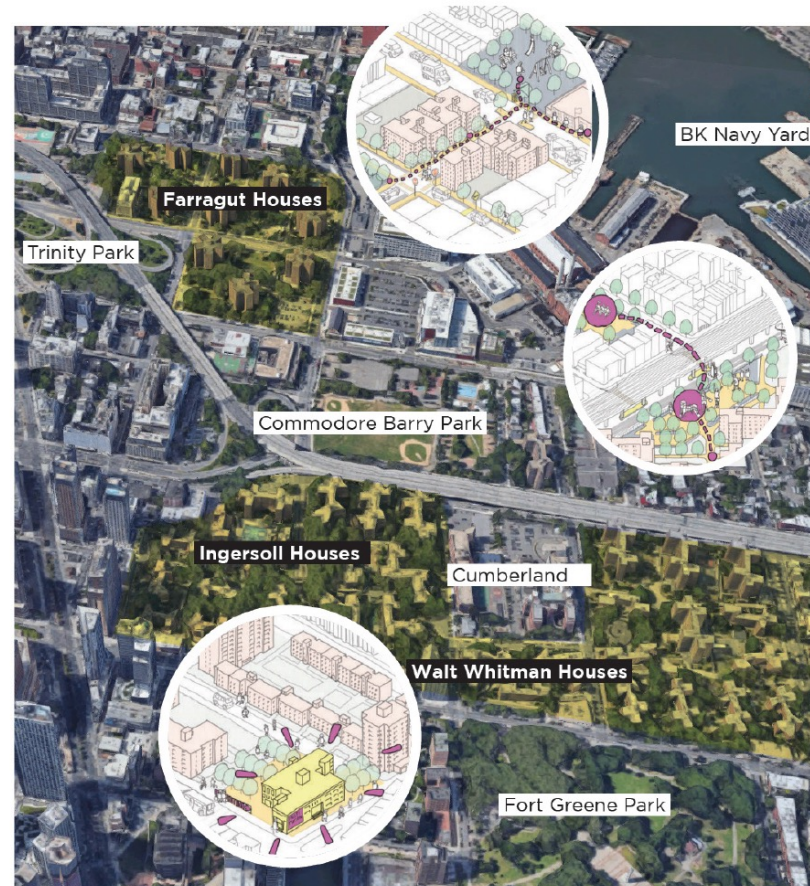 BK Navy Yard
Farragut Houses
Trinity Park
Commodore Barry Park
Ingersoll Houses
Cumberland
Walt Whitman Houses
Fort Greene Park